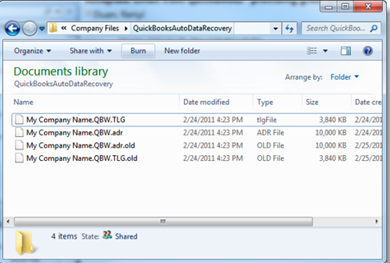 « Company Files ▸ QuickBooksAutoDataRecovery
Search QuickBoo...
Organize Share with Burn New folder
Documents library
QuickBooksAutoDataRecovery
Arrange by: Folder
Name Date modified Type Size Date cre
My Company Name.QBW.TLG 2/24/2011 4:23 PM tlgFile 3,840 KB 2/24/20
My Company Name.QBW.adr 2/24/2011 4:23 PM ADR File 10,000 KB 2/24/20
My Company Name.QBW.adr.old 2/24/2011 4:23 PM OLD File 10,000 KB 2/25/20
My Company Name.QBW.TLG.old 2/24/2011 4:23 PM OLD File 3,840 KB 2/25/20
4 items State: Shared